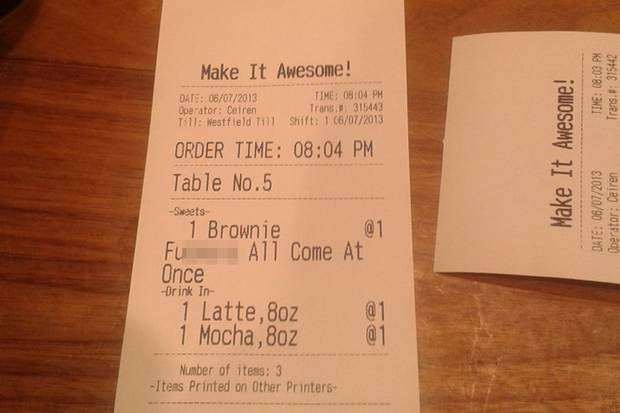 Make It Awesome!
DATE: 06/07/2013 TIME: 08:04 PM
Operator: Ceiren Trans.#: 315443
Till: Westfield Till Shift: 1 06/07/2013
ORDER TIME: 08:04 PM
Table No.5
-Sweets-
1 Brownie @1
Fu All Come At
Once
-Drink In-
1 Latte,8oz @1
1 Mocha,8oz @1
Number of items: 3
-Items Printed on Other Printers-
Make It Awesome!
DATE: 06/07/2013 TIME: 08:03 PM
Operator: Ceiren Trans.#: 315442